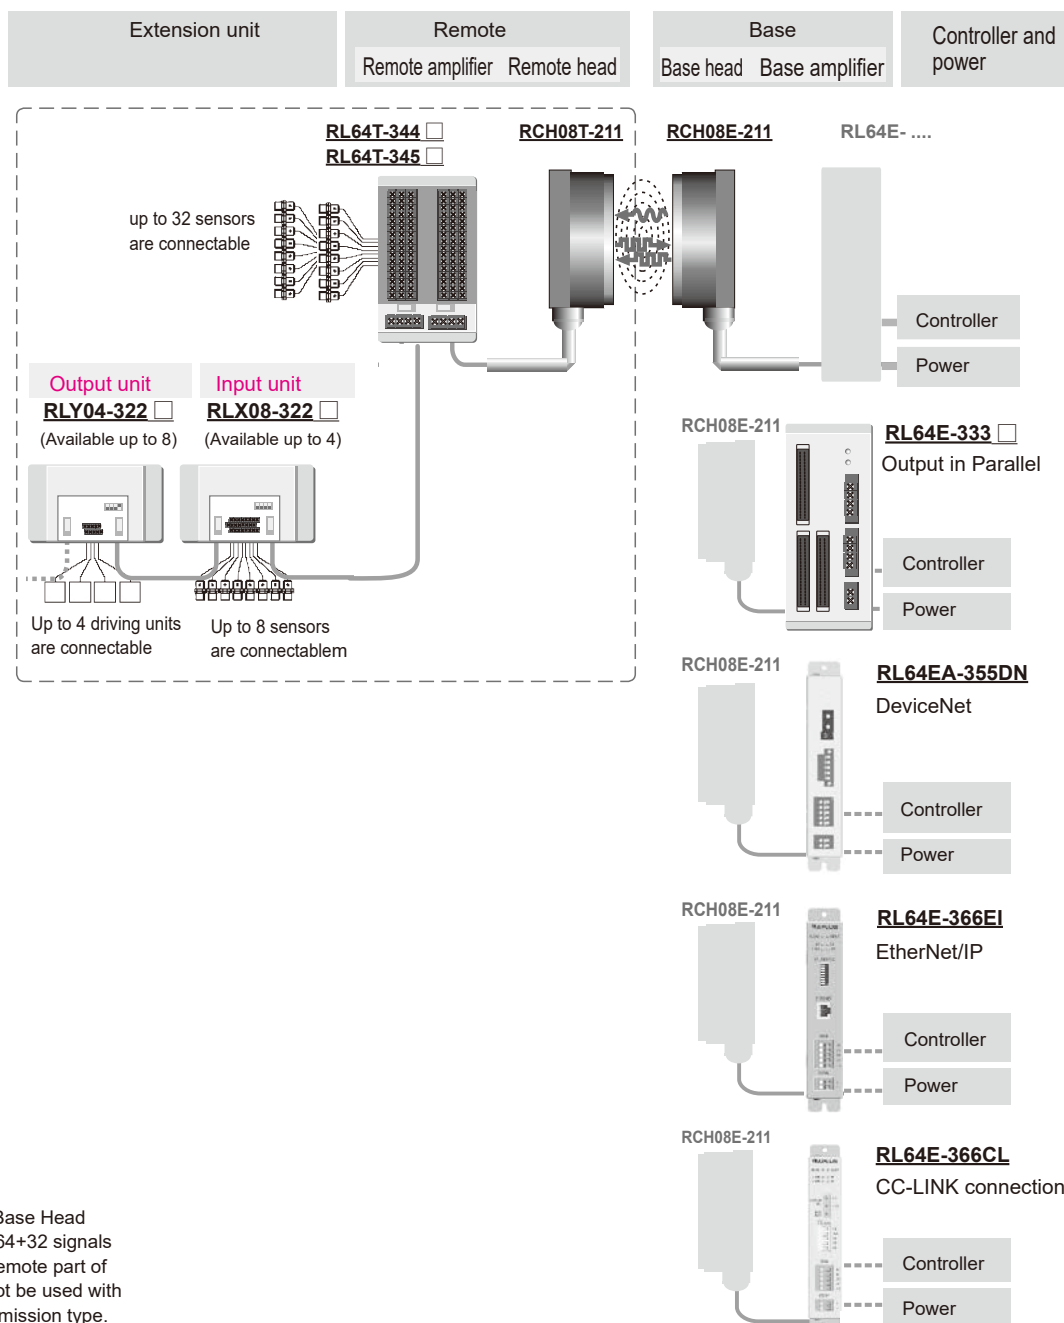 Extension unit
Remote
Remote amplifier Remote head
Base
Base head Base amplifier
Controller and
power
RL64T-344□
RL64T-345□
RCH08T-211
RCH08E-211
RL64E- ....
up to 32 sensors
are connectable
Controller
Power
Output unit
RLY04-322□
(Available up to 8)
Input unit
RLX08-322□
(Available up to 4)
Up to 4 driving units
are connectable
Up to 8 sensors
are connectablem
RCH08E-211
RL64E-333□
Output in Parallel
Controller
Power
RCH08E-211
RL64EA-355DN
DeviceNet
Controller
Power
RCH08E-211
RL64E-366EI
EtherNet/IP
Controller
Power
RCH08E-211
RL64E-366CL
CC-LINK connection
Controller
Power
Base Head
64+32 signals
emote part of
ot be used with
mission type.